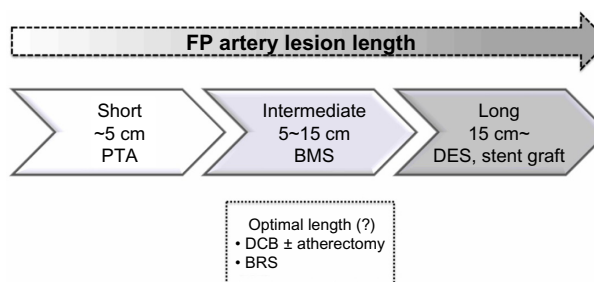 FP artery lesion length
Short
~5 cm
PTA
Intermediate
5~15 cm
BMS
Long
15 cm~
DES, stent graft
Optimal length (?)
• DCB ± atherectomy
• BRS